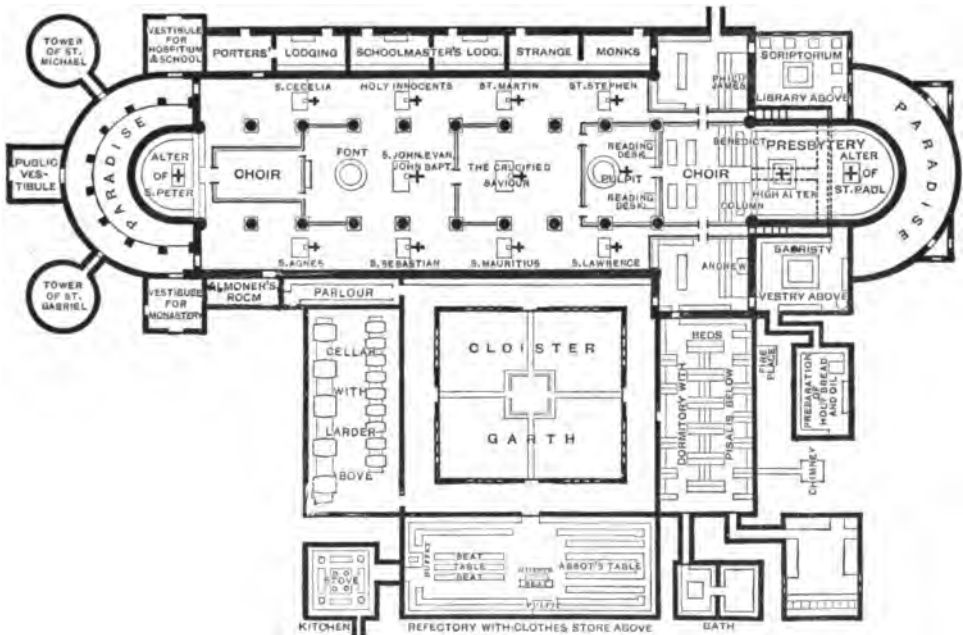 TOWER
OF ST.
MICHAEL
VESTIBULE
FOR
HOSPITIUM
& SCHOOL
PORTERS'
LODGING
SCHOOLMASTER'S LODG.
STRANGE
MONKS
SCRIPTORIUM
LIBRARY ABOVE
PHILIP
JAMES
S. CECELIA
HOLY INNOCENTS
ST. MARTIN
ST. STEPHEN
PARADISE
PARADISE
PUBLIC
VES-
TIBULE
ALTER
OF
S. PETER
CHOIR
FONT
S. JOHN. EVAN.
JOHN BAPT.
THE CRUCIFIED
SAVIOUR
READING
DESK.
PULPIT
READING
DESK.
CHOIR
BENEDICT
COLUMN
PRESBYTERY
HIGH ALTER
ALTER
OF
ST. PAUL
S. AGNES
S. SEBASTIAN
S. MAURITIUS
S. LAWRENCE
ANDREW
SACRISTY
VESTRY ABOVE
TOWER
OF ST.
GABRIEL
VESTIBULE
FOR
MONASTERY
ALMONER'S
ROOM
PARLOUR
CELLAR
WITH
LARDER
ABOVE
CLOISTER
GARTH
BEDS
DORMITORY WITH
PISALIS BELOW
FIRE
PLACE
PREPARATION
OF
HOLY BREAD
AND OIL
CHIMNEY
STOVE
KITCHEN
BUFFET
SEAT
TABLE
SEAT
SEAT
ABBOT'S TABLE
REFECTORY WITH CLOTHES STORE ABOVE
BATH